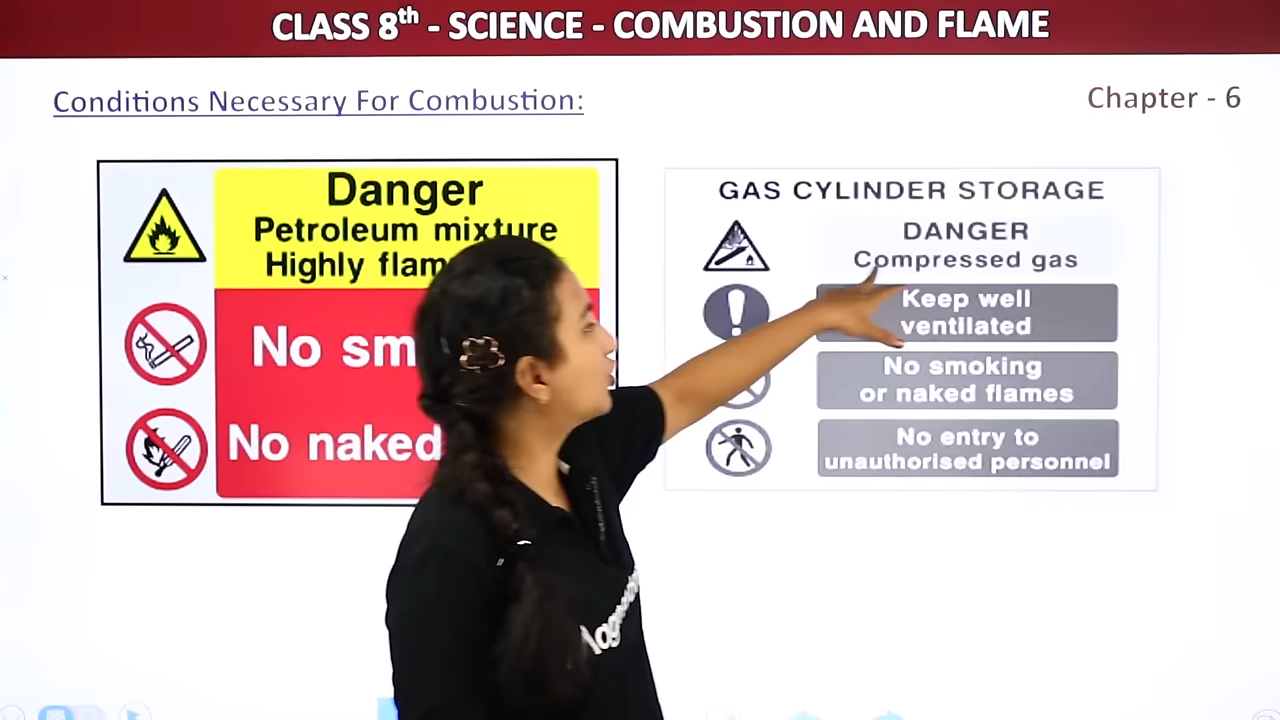 CLASS 8th - SCIENCE - COMBUSTION AND FLAME
Conditions Necessary For Combustion:
Chapter - 6
Danger
Petroleum mixture
Highly
No
No naked
GAS CYLINDER STORAGE
DANGER
Compressed gas
Keep well
ventilated
No smoking
or naked flames
No entry to
unauthorised personnel